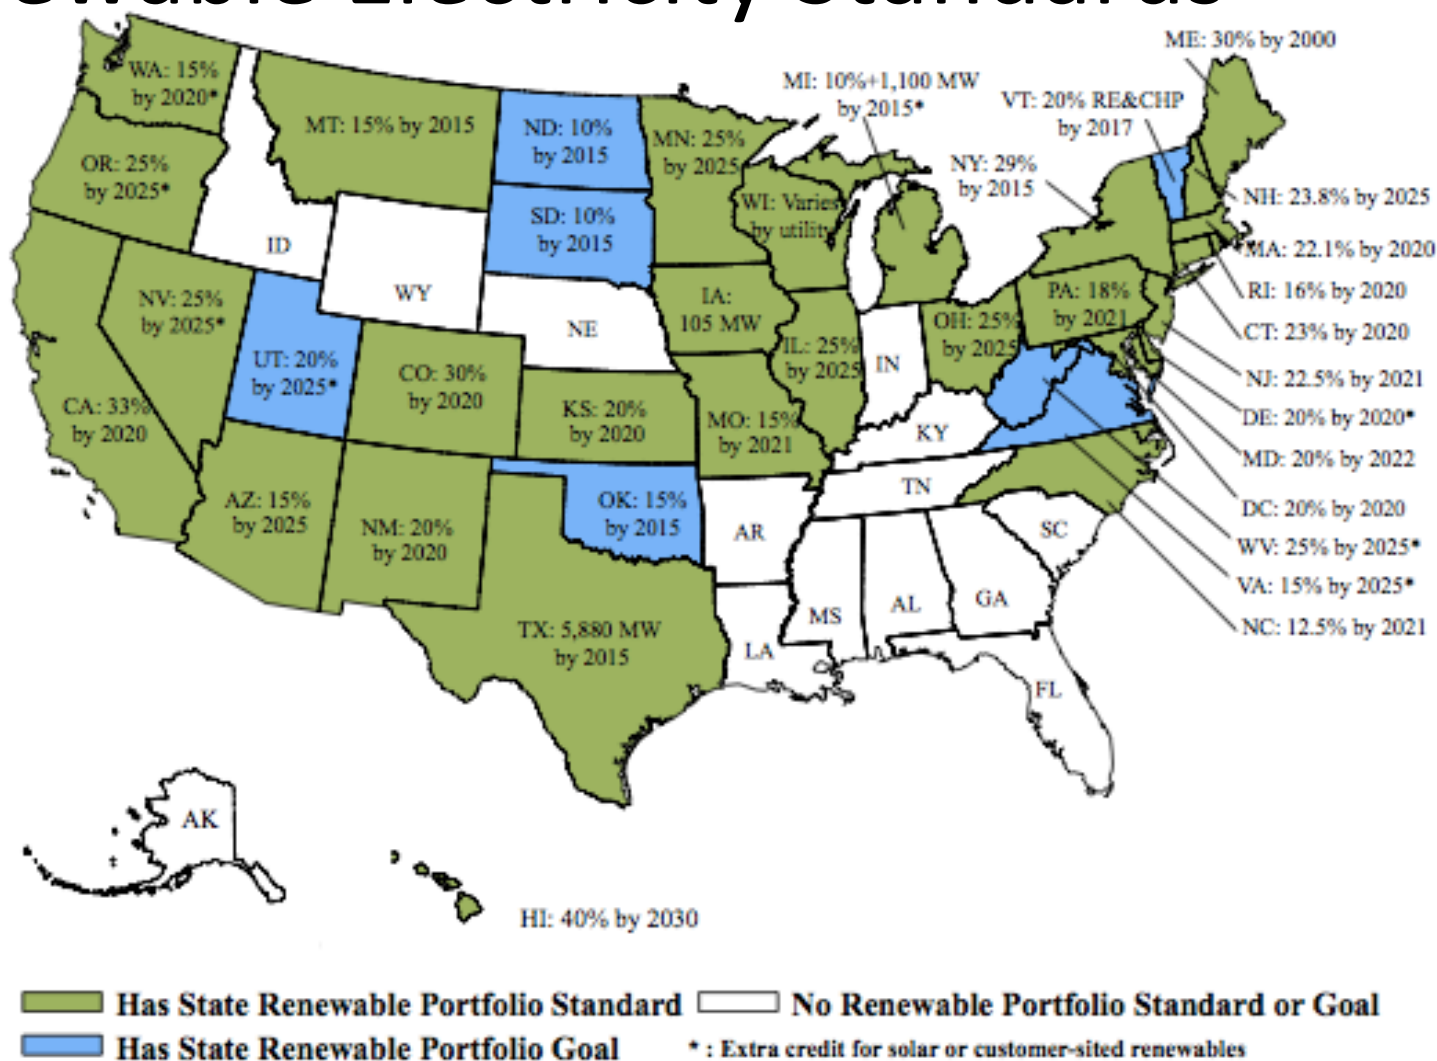 Electricity Standards
ME: 30% by 2000
WA: 15%
by 2020*
MT: 15% by 2015
ND: 10%
by 2015
MN: 25%
by 2025
MI: 10%+1,100 MW
by 2015*
VT: 20% RE&CHP
by 2017
OR: 25%
by 2025*
ID
WY
SD: 10%
by 2015
WI: Varies
by utility
NY: 29%
by 2015
NH: 23.8% by 2025
MA: 22.1% by 2020
RI: 16% by 2020
CT: 23% by 2020
NV: 25%
by 2025*
UT: 20%
by 2025*
CO: 30%
by 2020
NE
IA:
105 MW
IL: 25%
by 2025
IN
OH: 25%
by 2025
PA: 18%
by 2021
NJ: 22.5% by 2021
DE: 20% by 2020*
MD: 20% by 2022
DC: 20% by 2020
WV: 25% by 2025*
VA: 15% by 2025*
NC: 12.5% by 2021
CA: 33%
by 2020
KS: 20%
by 2020
MO: 15%
by 2021
KY
TN
AZ: 15%
by 2025
NM: 20%
by 2020
OK: 15%
by 2015
AR
SC
TX: 5,880 MW
by 2015
LA
MS
AL
GA
FL
AK
HI: 40% by 2030
Has State Renewable Portfolio Standard
No Renewable Portfolio Standard or Goal
Has State Renewable Portfolio Goal
* : Extra credit for solar or customer-sited renewables